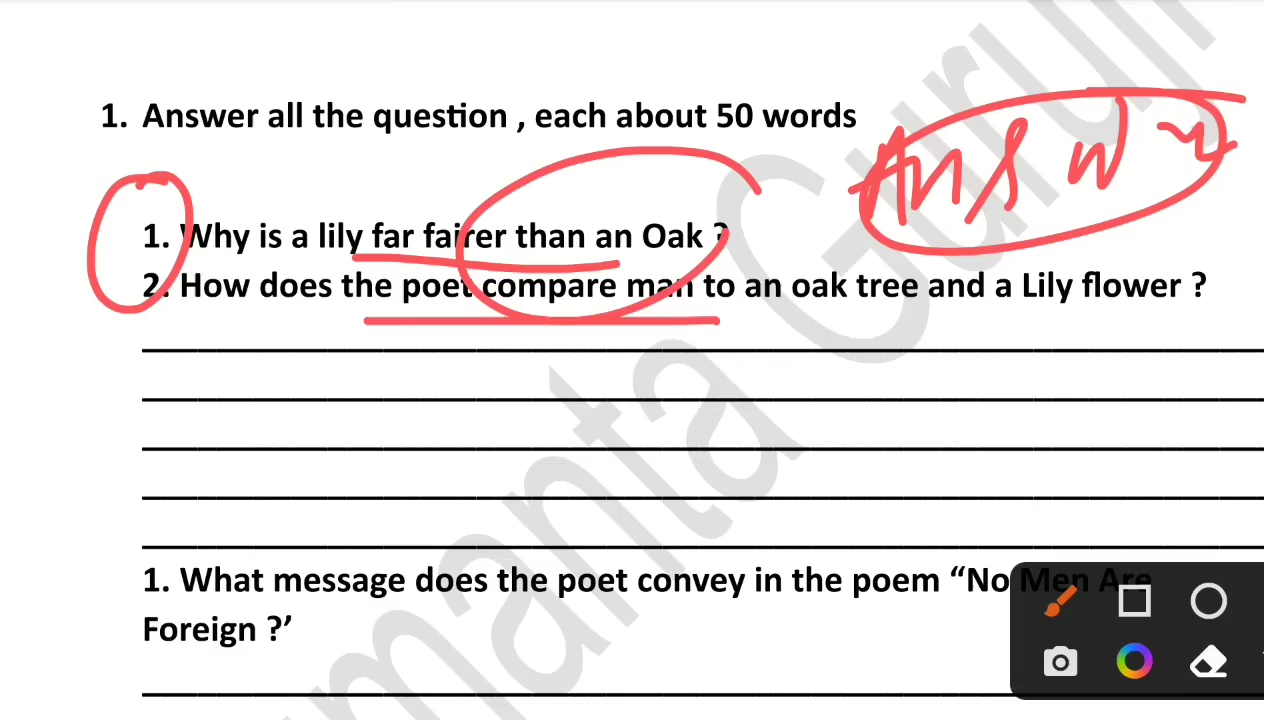 1. Answer all the question , each about 50 words
Answer
1. Why is a lily far fairer than an Oak ?
2. How does the poet compare man to an oak tree and a Lily flower ?
1. What message does the poet convey in the poem “No Men Are
Foreign ?’
manta Guruji